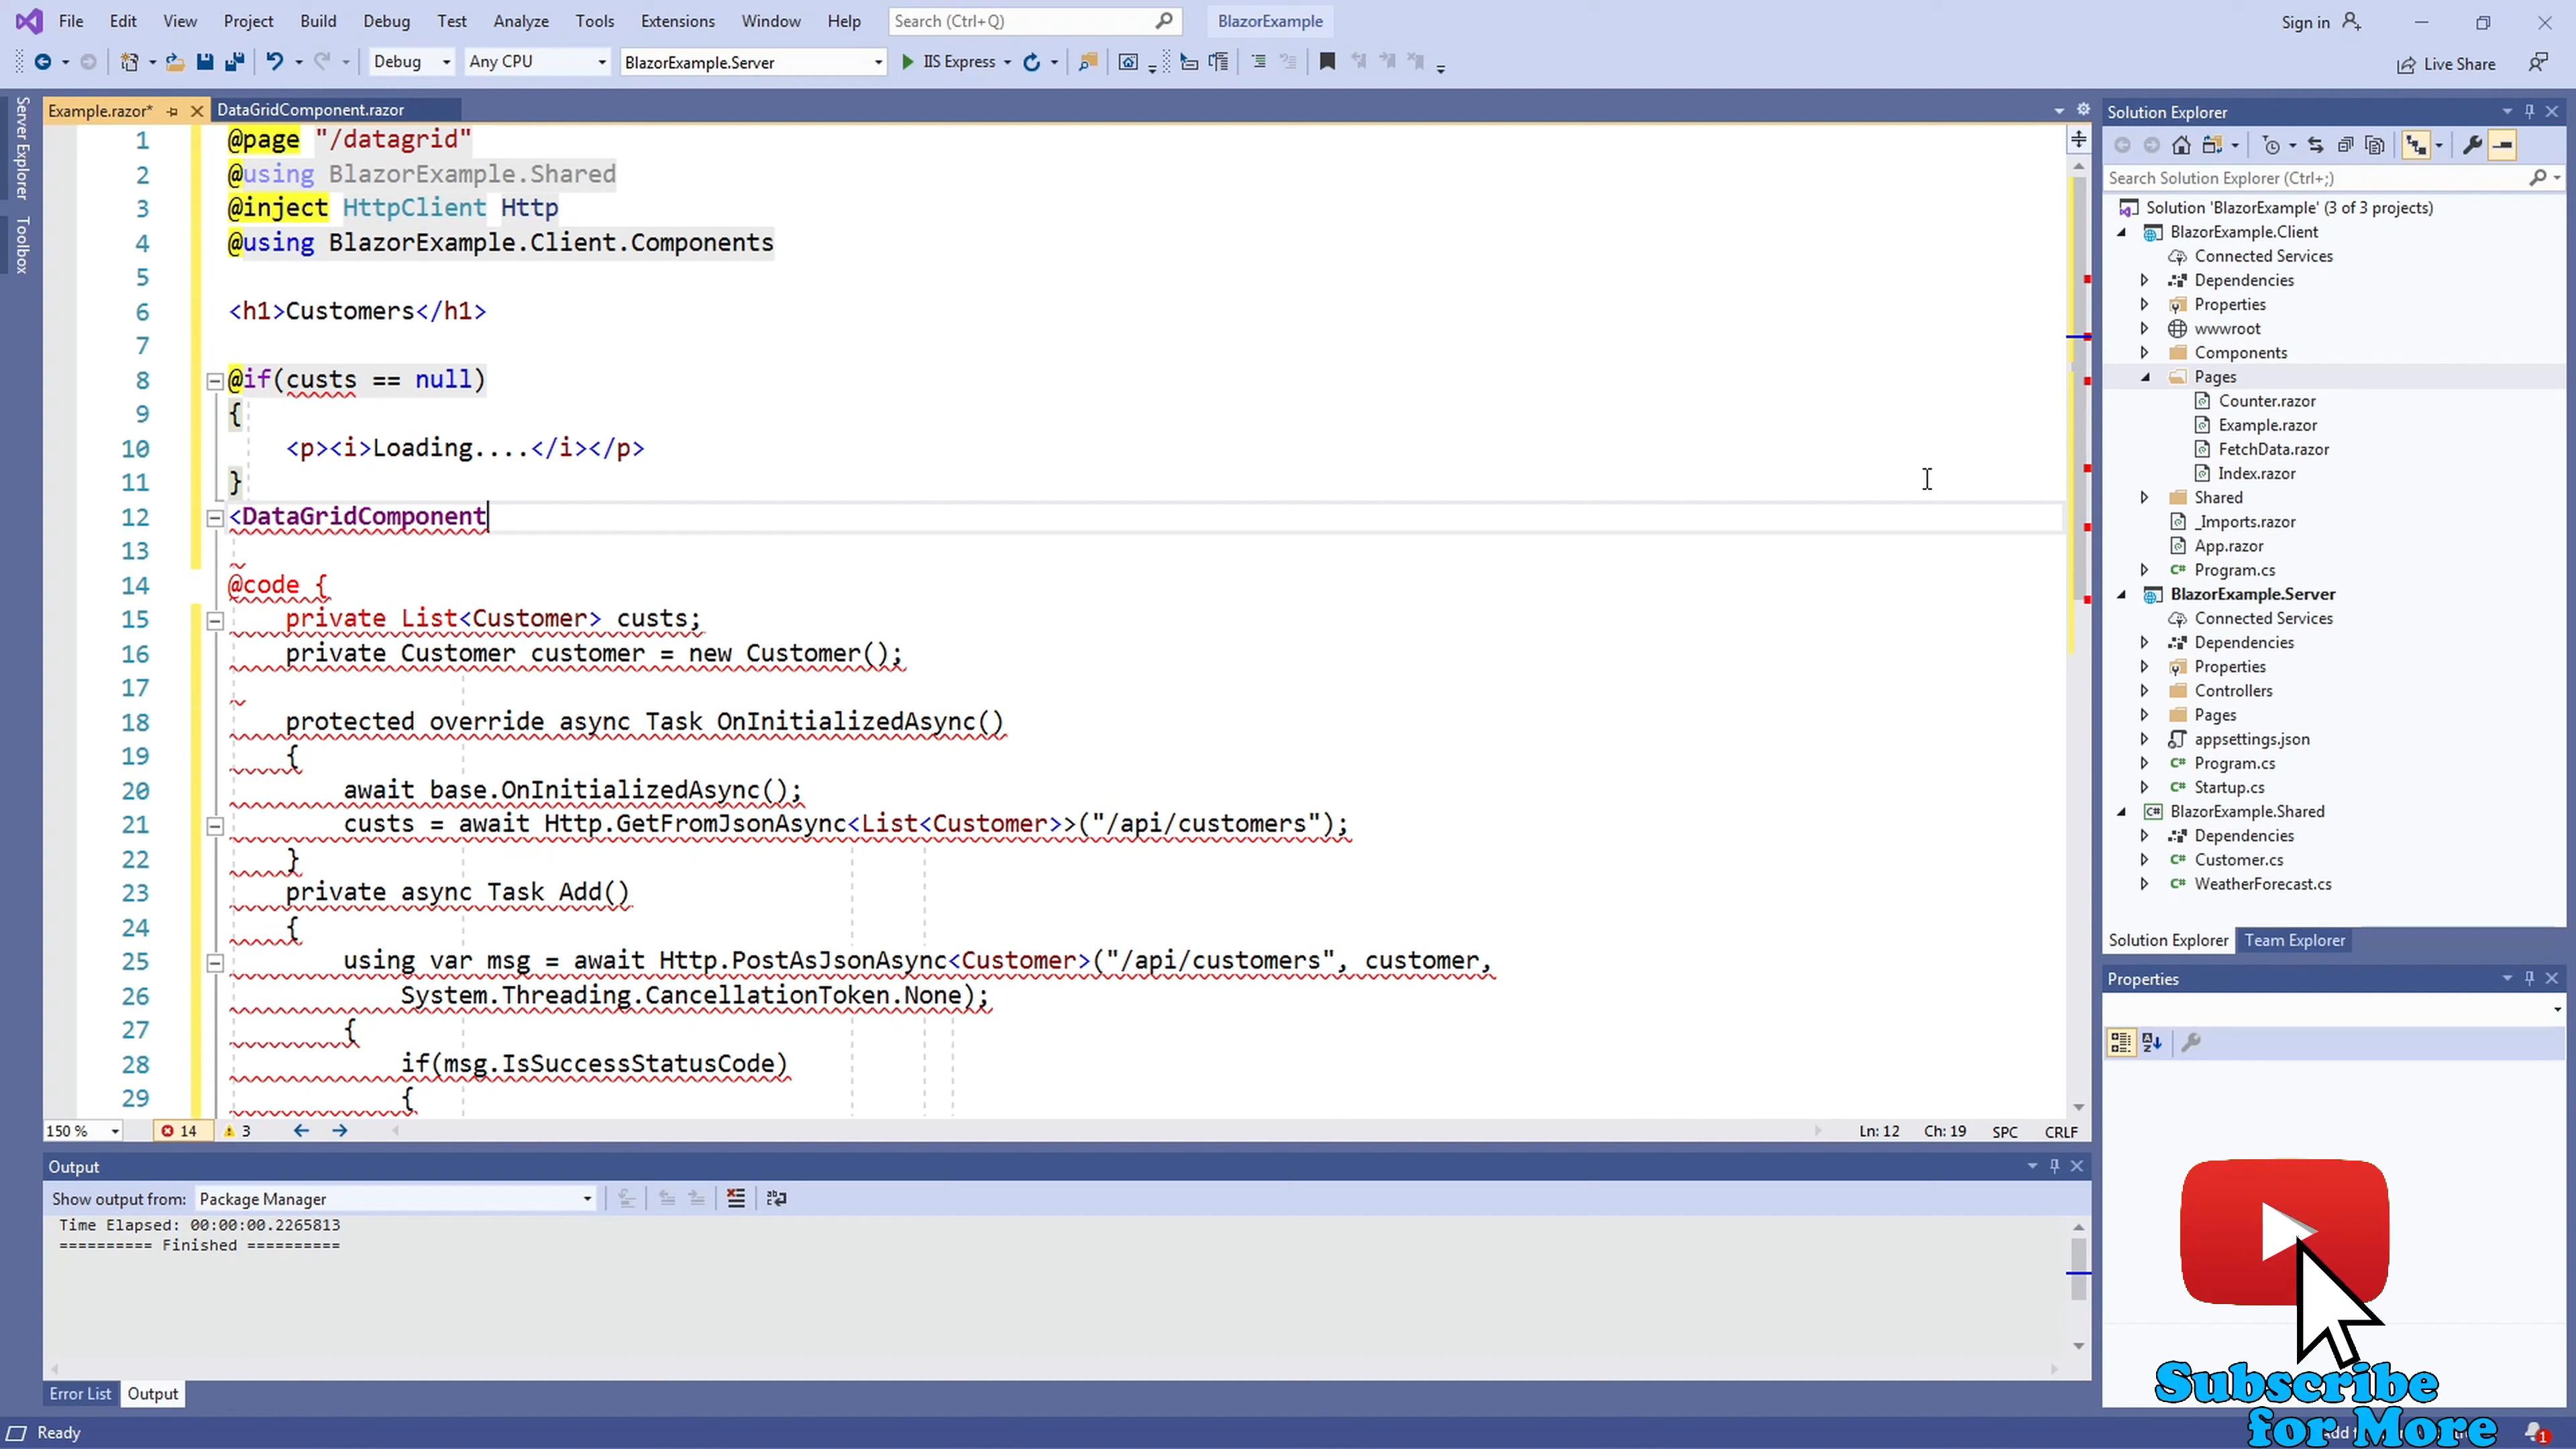 File Edit View Project Build Debug Test Analyze Tools Extensions Window Help Search (Ctrl+Q) BlazorExample Sign in
Debug Any CPU BlazorExample.Server IIS Express Live Share
Server Explorer
Toolbox
Example.razor* DataGridComponent.razor
1 @page "/datagrid"
2 @using BlazorExample.Shared
3 @inject HttpClient Http
4 @using BlazorExample.Client.Components
5
6 <h1>Customers</h1>
7
8 @if(custs == null)
9 {
10 <p><i>Loading....</i></p>
11 }
12 <DataGridComponent
13
14 @code {
15 private List<Customer> custs;
16 private Customer customer = new Customer();
17
18 protected override async Task OnInitializedAsync()
19 {
20 await base.OnInitializedAsync();
21 custs = await Http.GetFromJsonAsync<List<Customer>>("/api/customers");
22 }
23 private async Task Add()
24 {
25 using var msg = await Http.PostAsJsonAsync<Customer>("/api/customers", customer,
26 System.Threading.CancellationToken.None);
27 {
28 if(msg.IsSuccessStatusCode)
29 {
150 % 14 3 Ln: 12 Ch: 19 SPC CRLF
Output
Show output from: Package Manager
Time Elapsed: 00:00:00.2265813
========== Finished ==========
Error List Output
Ready
Solution Explorer
Search Solution Explorer (Ctrl+;)
Solution 'BlazorExample' (3 of 3 projects)
BlazorExample.Client
Connected Services
Dependencies
Properties
wwwroot
Components
Pages
Counter.razor
Example.razor
FetchData.razor
Index.razor
Shared
_Imports.razor
App.razor
C# Program.cs
BlazorExample.Server
Connected Services
Dependencies
Properties
Controllers
Pages
appsettings.json
C# Program.cs
C# Startup.cs
C# BlazorExample.Shared
Dependencies
C# Customer.cs
C# WeatherForecast.cs
Solution Explorer Team Explorer
Properties
Subscribe
for More
1